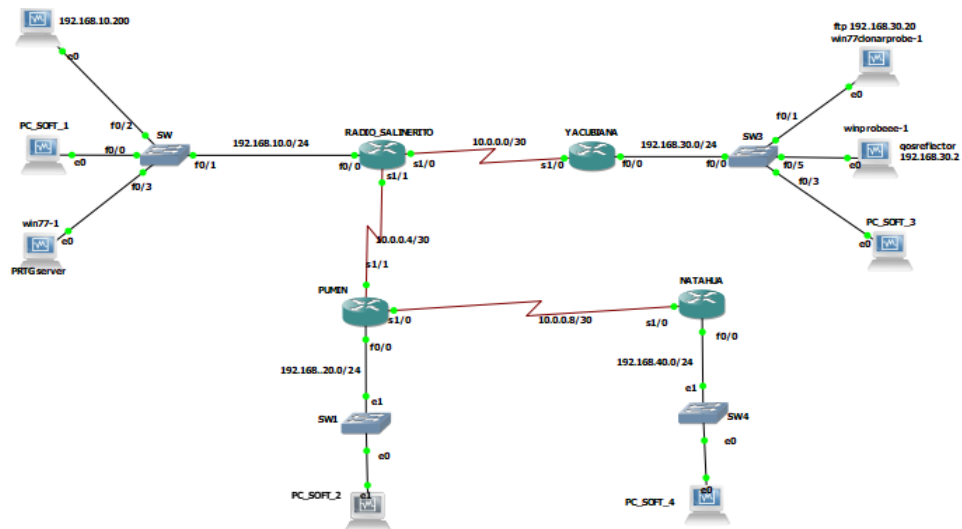 192.168.10.200
e0
f0/2
PC_SOFT_1
f0/0
e0
SW
f0/1
f0/3
win77-1
e0
PRTGserver
192.168.10.0/24
RADIO_SALINERITO
f0/0
s1/0
s1/1
10.0.0.0/30
YACUBIANA
s1/0
f0/0
192.168.30.0/24
SW3
f0/0
ftp 192.168.30.20
win77clonarprobe-1
e0
f0/1
winprobeee-1
qosreflector
192.168.30.2
f0/5
e0
f0/3
PC_SOFT_3
e0
10.0.0.4/30
s1/1
PUMIN
s1/0
f0/0
10.0.0.8/30
NATAHUA
s1/0
f0/0
192.168..20.0/24
e1
SW1
e0
PC_SOFT_2
e1
192.168.40.0/24
e1
SW4
e0
PC_SOFT_4
e0